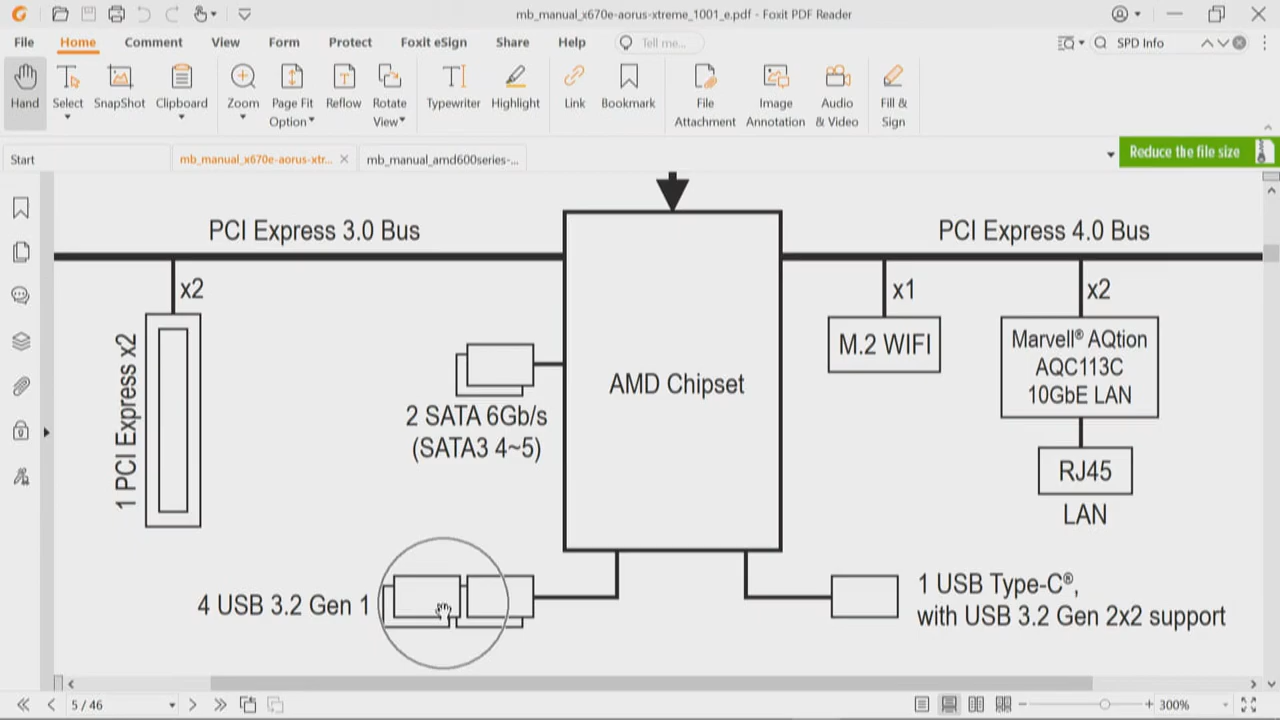 mb_manual_x670e-aorus-xtreme_1001_e.pdf - Foxit PDF Reader
File Home Comment View Form Protect Foxit eSign Share Help Tell me... SPD Info
Hand Select SnapShot Clipboard Zoom Page Fit Option Reflow Rotate View Typewriter Highlight Link Bookmark File Attachment Image Annotation Audio & Video Fill & Sign
Start mb_manual_x670e-aorus-xtr... mb_manual_amd600series-... Reduce the file size
PCI Express 3.0 Bus
PCI Express 4.0 Bus
x2
x1
x2
1 PCI Express x2
M.2 WIFI
Marvell® AQtion
AQC113C
10GbE LAN
AMD Chipset
2 SATA 6Gb/s
(SATA3 4~5)
RJ45
LAN
4 USB 3.2 Gen 1
1 USB Type-C®,
with USB 3.2 Gen 2x2 support
5 / 46
300%